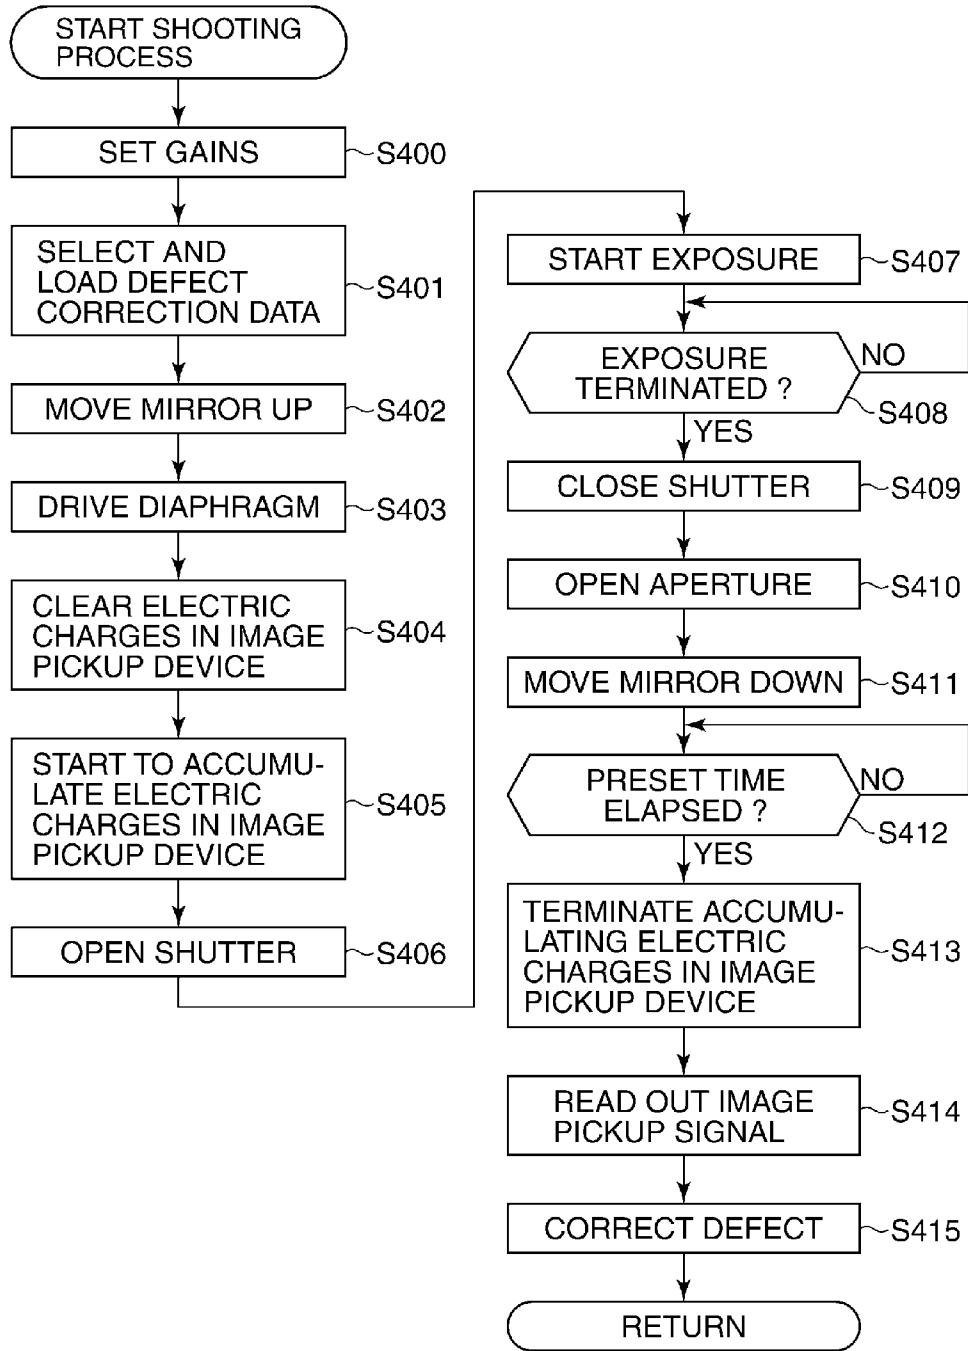 START SHOOTING
PROCESS
SET GAINS
S400
SELECT AND
LOAD DEFECT
CORRECTION DATA
S401
MOVE MIRROR UP
S402
DRIVE DIAPHRAGM
S403
CLEAR ELECTRIC
CHARGES IN IMAGE
PICKUP DEVICE
S404
START TO ACCUMU-
LATE ELECTRIC
CHARGES IN IMAGE
PICKUP DEVICE
S405
OPEN SHUTTER
S406
START EXPOSURE
S407
EXPOSURE
TERMINATED ?
NO
S408
YES
CLOSE SHUTTER
S409
OPEN APERTURE
S410
MOVE MIRROR DOWN
S411
PRESET TIME
ELAPSED ?
NO
S412
YES
TERMINATE ACCUMU-
LATING ELECTRIC
CHARGES IN IMAGE
PICKUP DEVICE
S413
READ OUT IMAGE
PICKUP SIGNAL
S414
CORRECT DEFECT
S415
RETURN